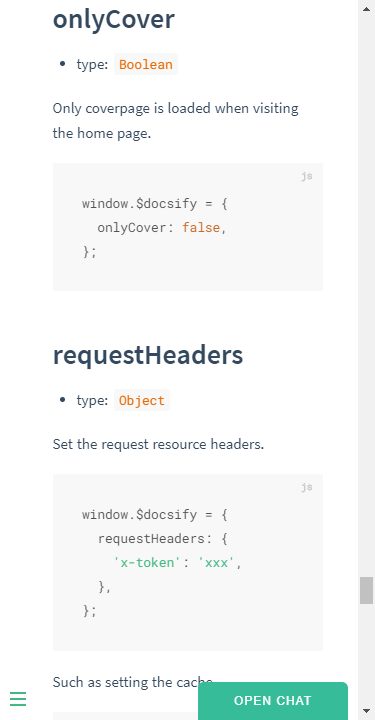 onlyCover
• type: Boolean
Only coverpage is loaded when visiting
the home page.
js
window.$docsify = {
  onlyCover: false,
};
requestHeaders
• type: Object
Set the request resource headers.
js
window.$docsify = {
  requestHeaders: {
    'x-token': 'xxx',
  },
};
Such as setting the cache
OPEN CHAT